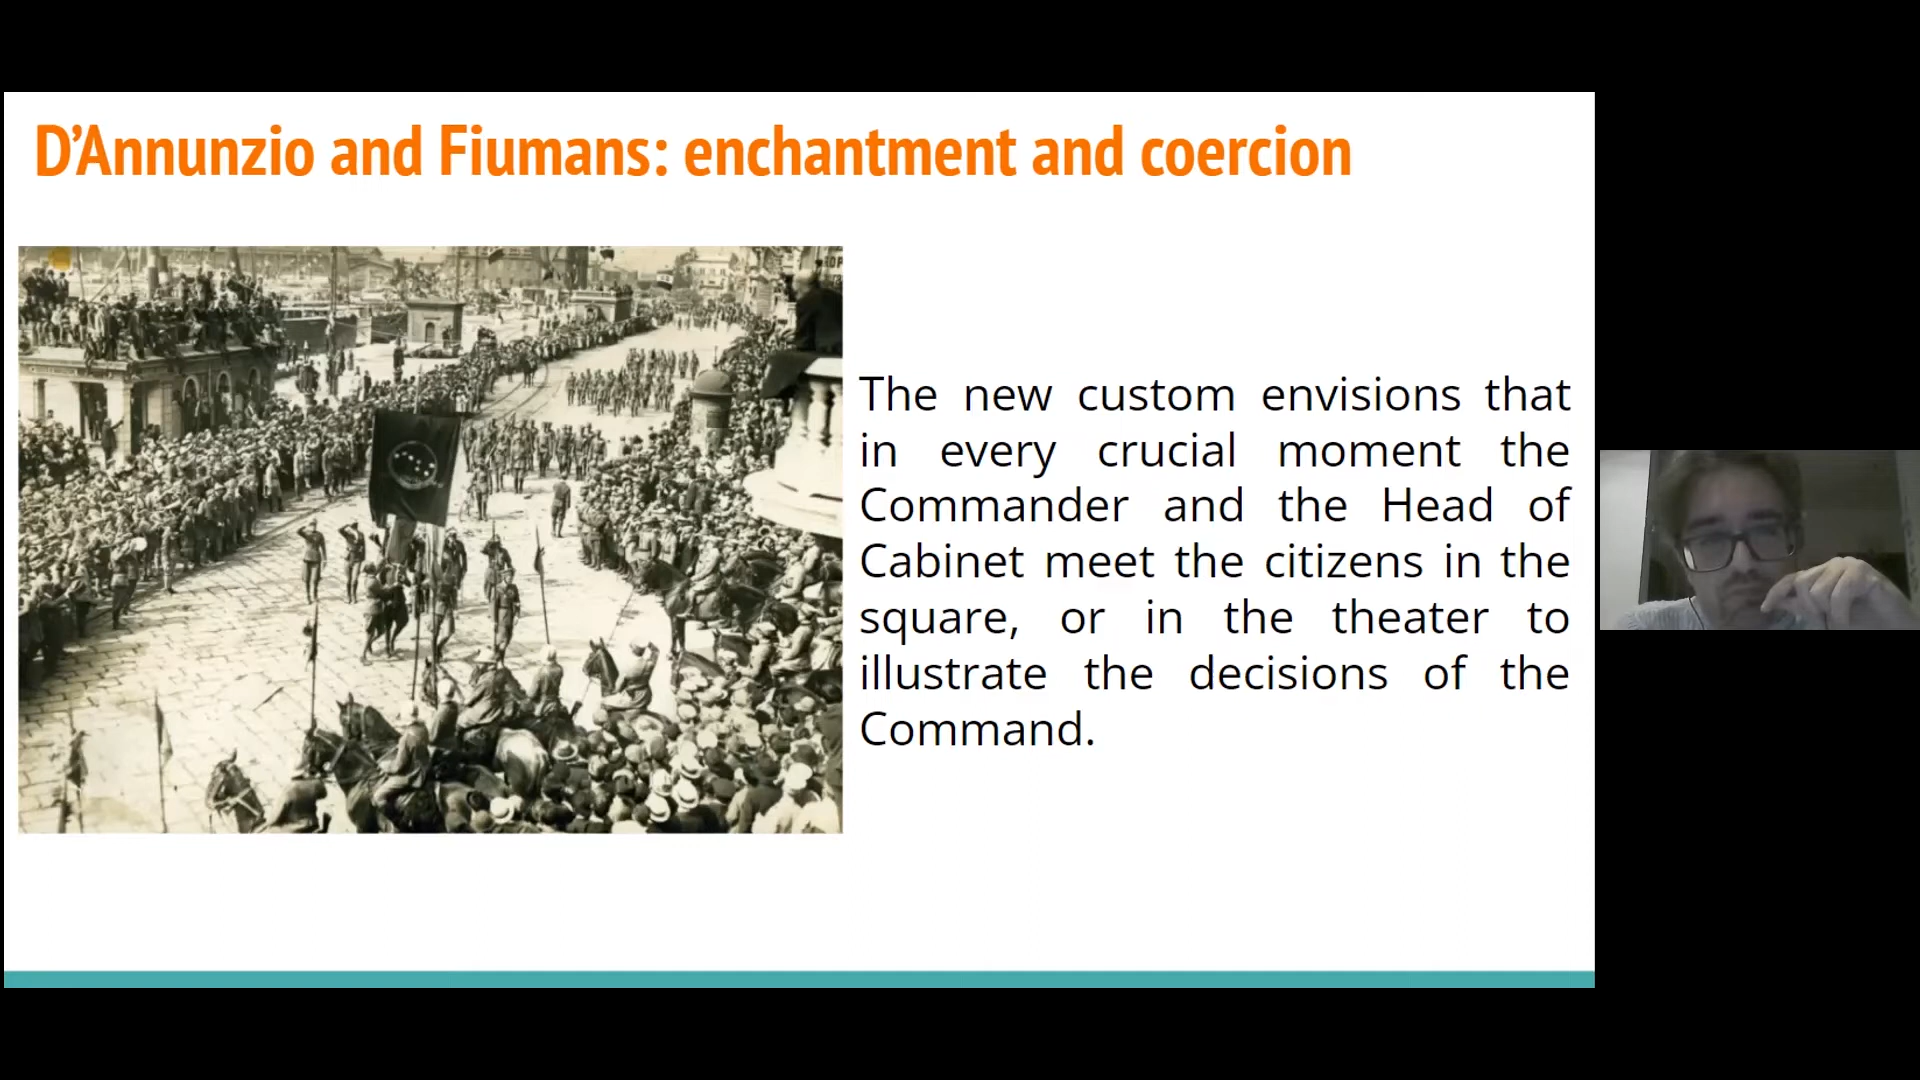 D'Annunzio and Fiumans: enchantment and coercion
The new custom envisions that
in every crucial moment the
Commander and the Head of
Cabinet meet the citizens in the
square, or in the theater to
illustrate the decisions of the
Command.